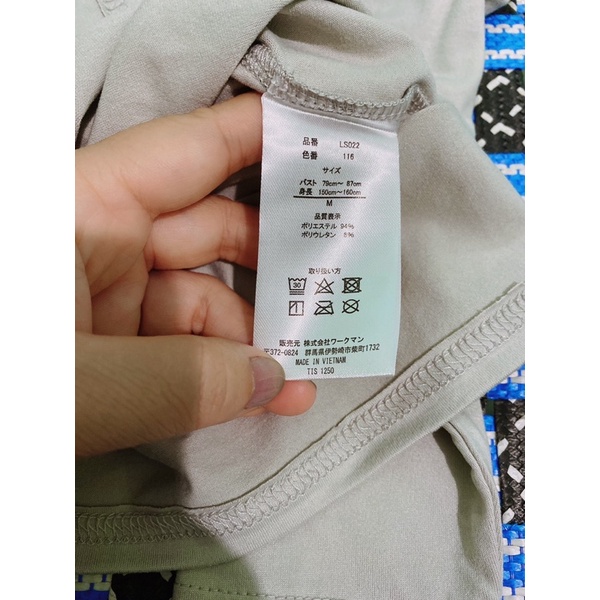 品番 LS022
色番 116
サイズ
バスト 79cm〜 87cm
身長 150cm〜160cm
M
品質表示
ポリエステル 94%
ポリウレタン 6%
取り扱い方
30
販売元 株式会社ワークマン
〒372-0824 群馬県伊勢崎市柴町1732
MADE IN VIETNAM
TIS 1250